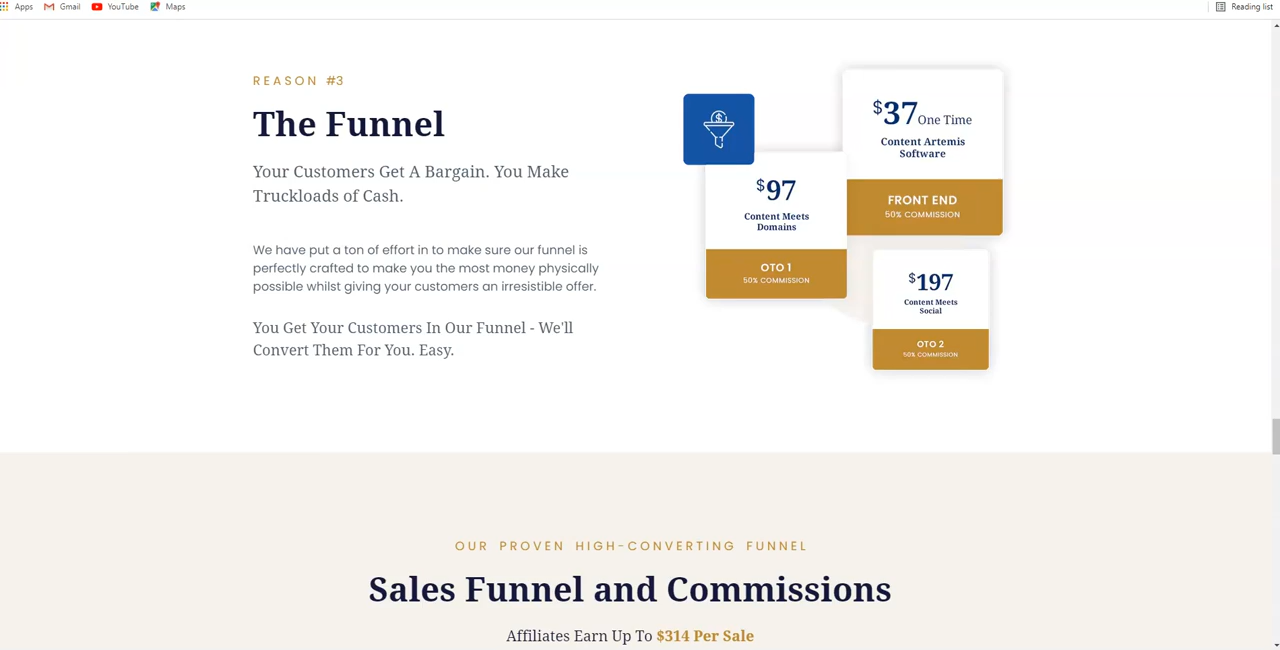 Apps Gmail YouTube Maps Reading list
REASON #3
The Funnel
Your Customers Get A Bargain. You Make
Truckloads of Cash.
We have put a ton of effort in to make sure our funnel is
perfectly crafted to make you the most money physically
possible whilst giving your customers an irresistible offer.
You Get Your Customers In Our Funnel - We'll
Convert Them For You. Easy.
$37 One Time
Content Artemis
Software
FRONT END
50% COMMISSION
$97
Content Meets
Domains
OTO 1
50% COMMISSION
$197
Content Meets
Social
OTO 2
50% COMMISSION
OUR PROVEN HIGH-CONVERTING FUNNEL
Sales Funnel and Commissions
Affiliates Earn Up To $314 Per Sale